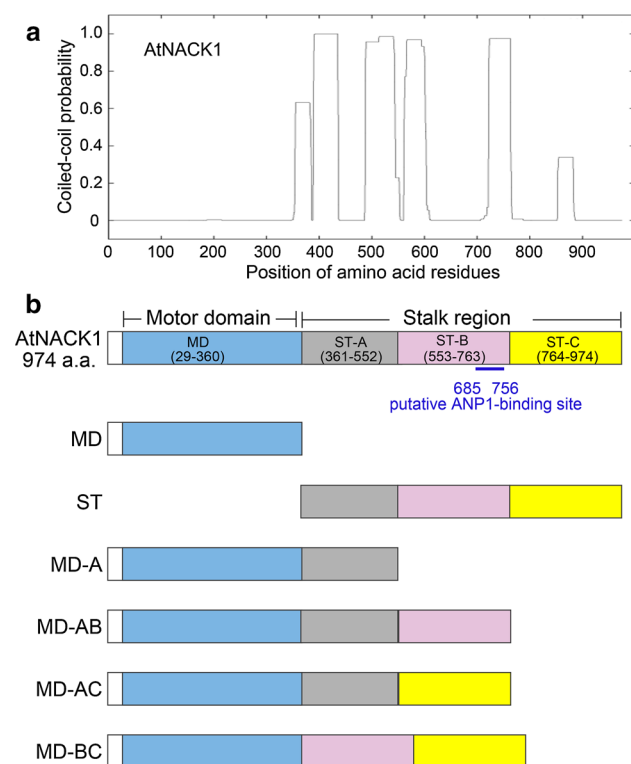 a
AtNACK1
Coiled-coil probability
1.0
0.8
0.6
0.4
0.2
0
0 100 200 300 400 500 600 700 800 900
Position of amino acid residues
b
Motor domain Stalk region
AtNACK1
974 a.a.
MD
(29-360)
ST-A
(361-552)
ST-B
(553-763)
ST-C
(764-974)
685 756
putative ANP1-binding site
MD
ST
MD-A
MD-AB
MD-AC
MD-BC